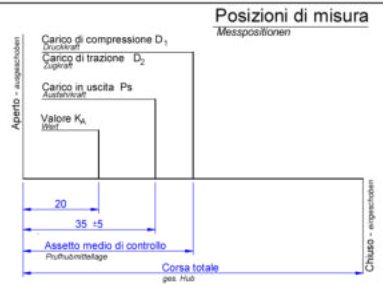 Posizioni di misura
Messpositionen
Carico di compressione D1
Druckkraft
Carico di trazione D2
Zugkraft
Carico in uscita Ps
Ausfahrkraft
Valore KA
Wert
Aperto - ausgeschoben
20
35 ±5
Assetto medio di controllo
Prüfhubmittellage
Corsa totale
ges. Hub
Chiuso - eingeschoben